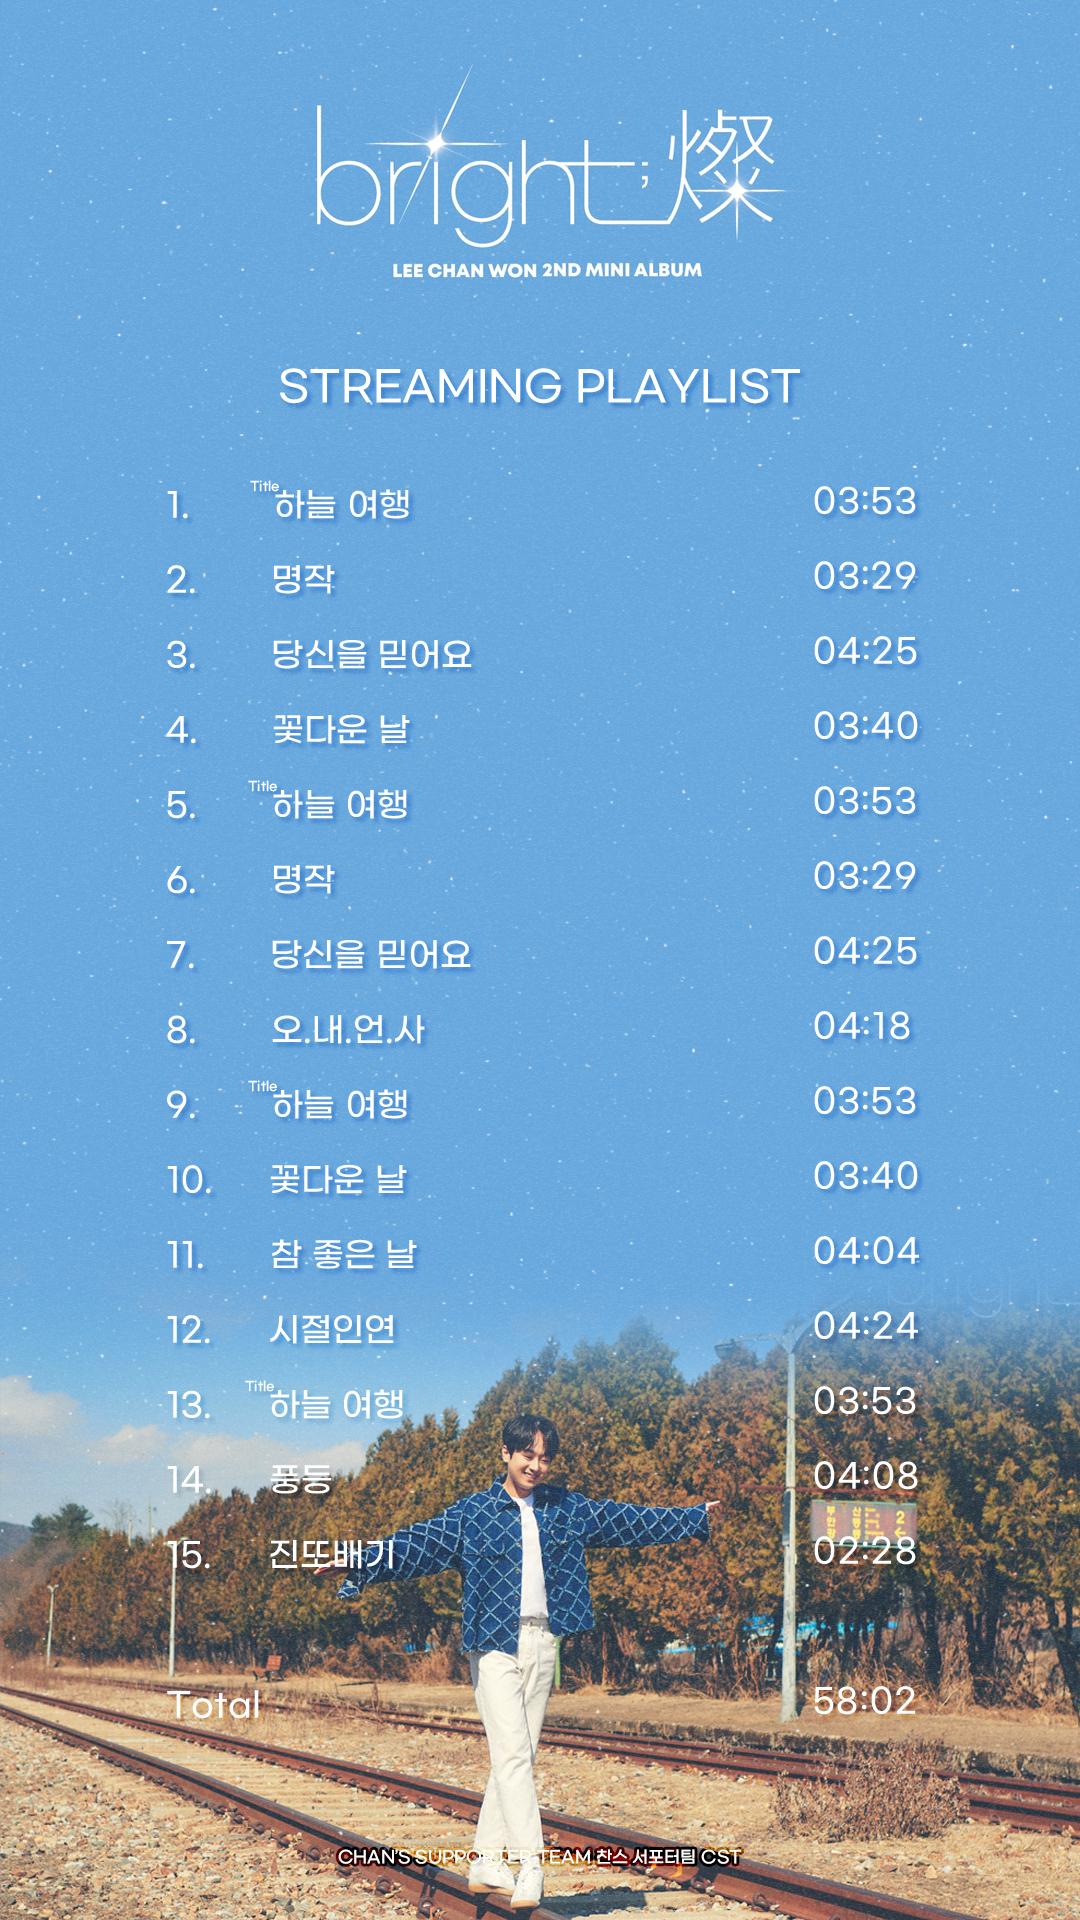 bright;燦
LEE CHAN WON 2ND MINI ALBUM
STREAMING PLAYLIST
1. Title 하늘 여행 03:53
2. 명작 03:29
3. 당신을 믿어요 04:25
4. 꽃다운 날 03:40
5. Title 하늘 여행 03:53
6. 명작 03:29
7. 당신을 믿어요 04:25
8. 오.내.언.사 04:18
9. Title 하늘 여행 03:53
10. 꽃다운 날 03:40
11. 참 좋은 날 04:04
12. 시절인연 04:24
13. Title 하늘 여행 03:53
14. 풍등 04:08
15. 진또배기 02:28
Total 58:02
CHAN'S SUPPORTER TEAM 찬스 서포터팀 CST